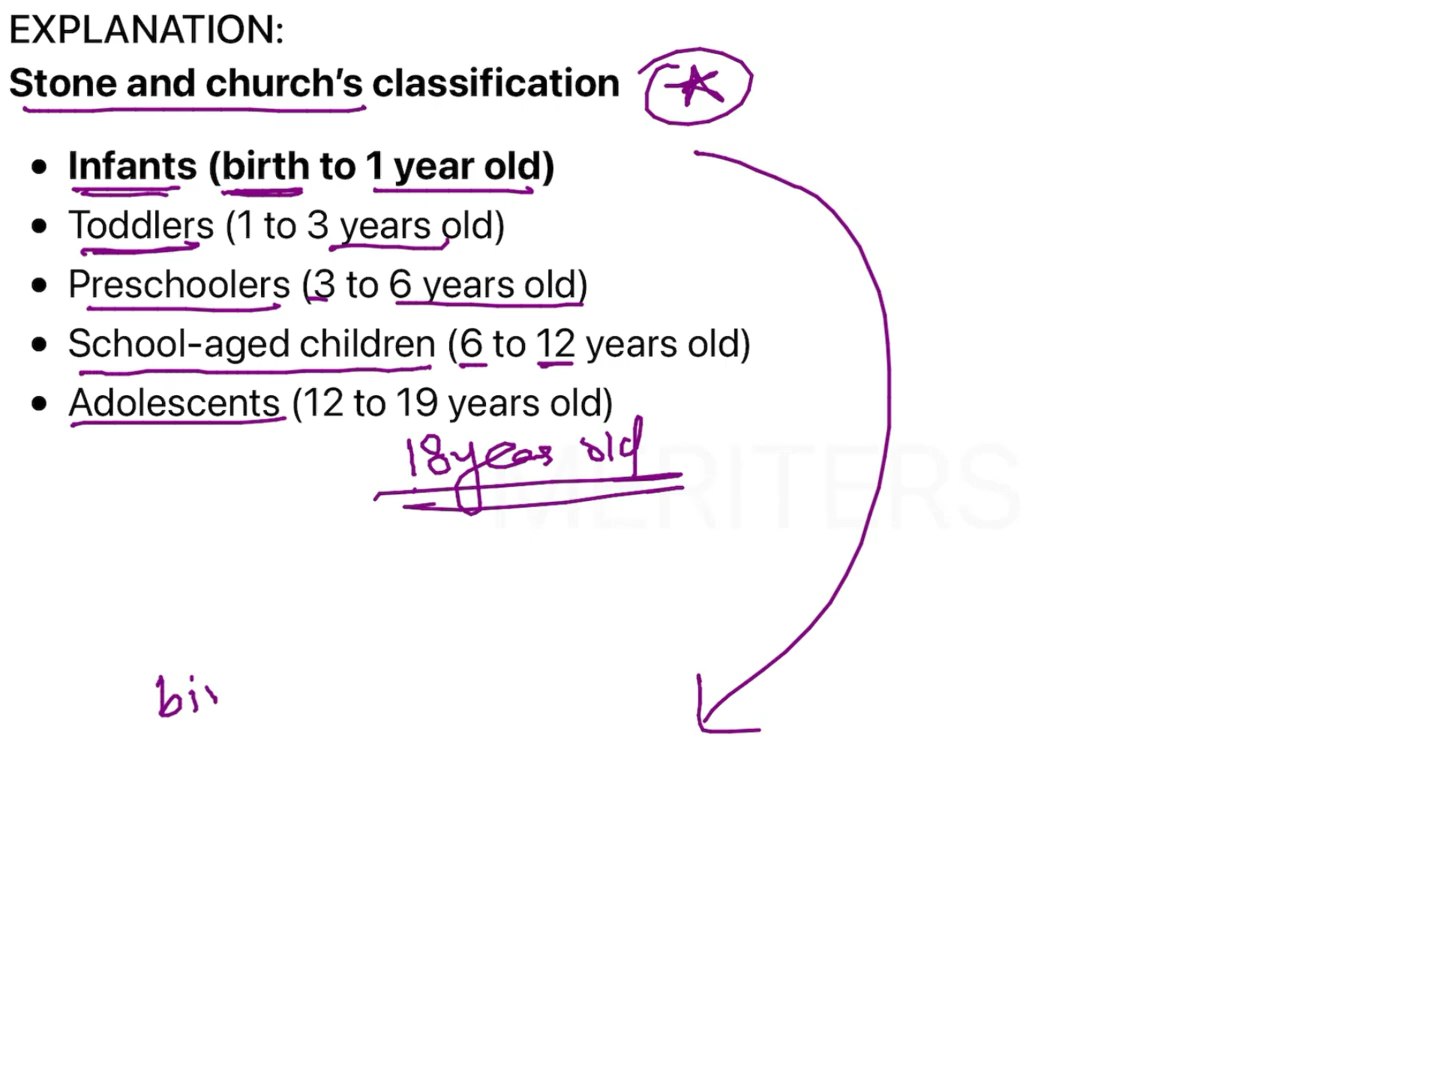 EXPLANATION:
Stone and church's classification
• Infants (birth to 1 year old)
• Toddlers (1 to 3 years old)
• Preschoolers (3 to 6 years old)
• School-aged children (6 to 12 years old)
• Adolescents (12 to 19 years old)
18 years old
MERITERS